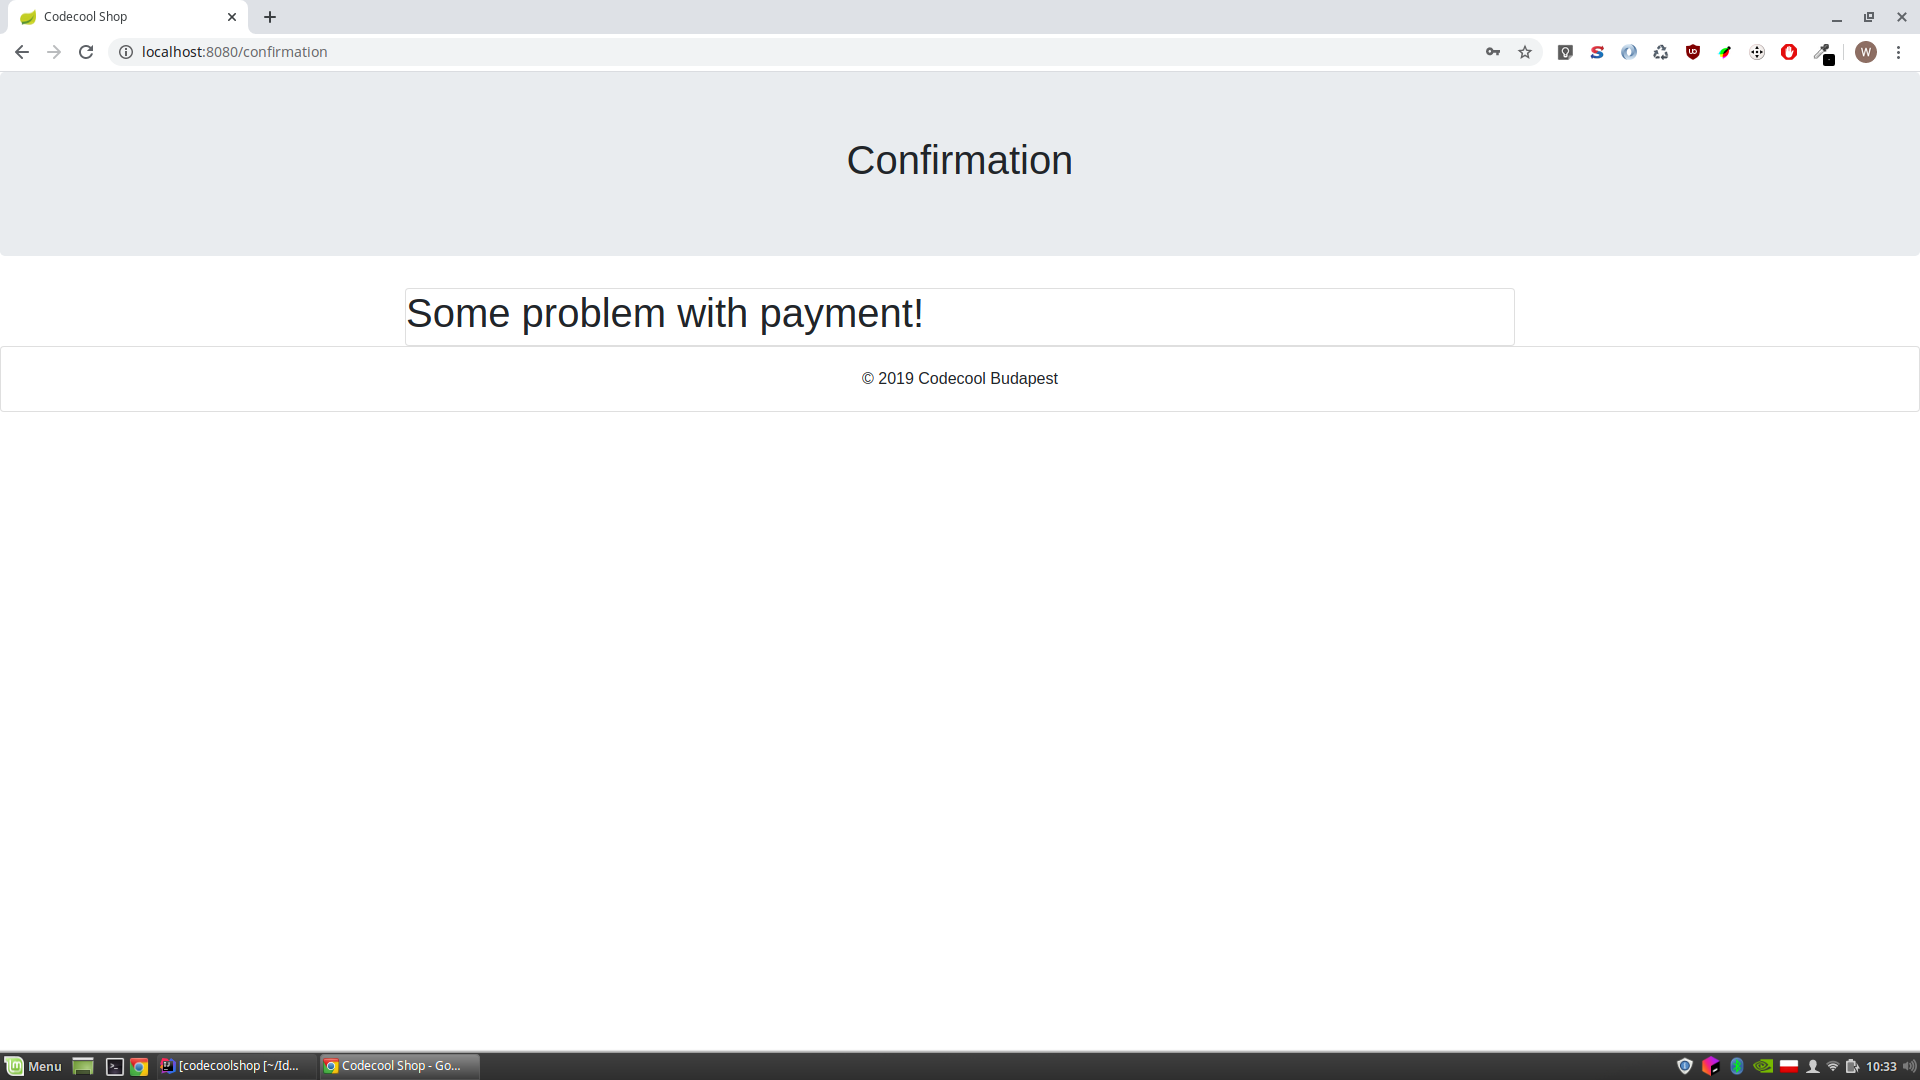 Codecool Shop
localhost:8080/confirmation
W
Confirmation
Some problem with payment!
© 2019 Codecool Budapest
Menu
[codecoolshop [~/Id...
Codecool Shop - Go...
10:33